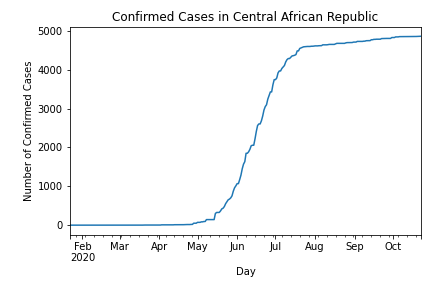 Confirmed Cases in Central African Republic
Number of Confirmed Cases
5000
4000
3000
2000
1000
0
Feb Mar Apr May Jun Jul Aug Sep Oct
2020
Day